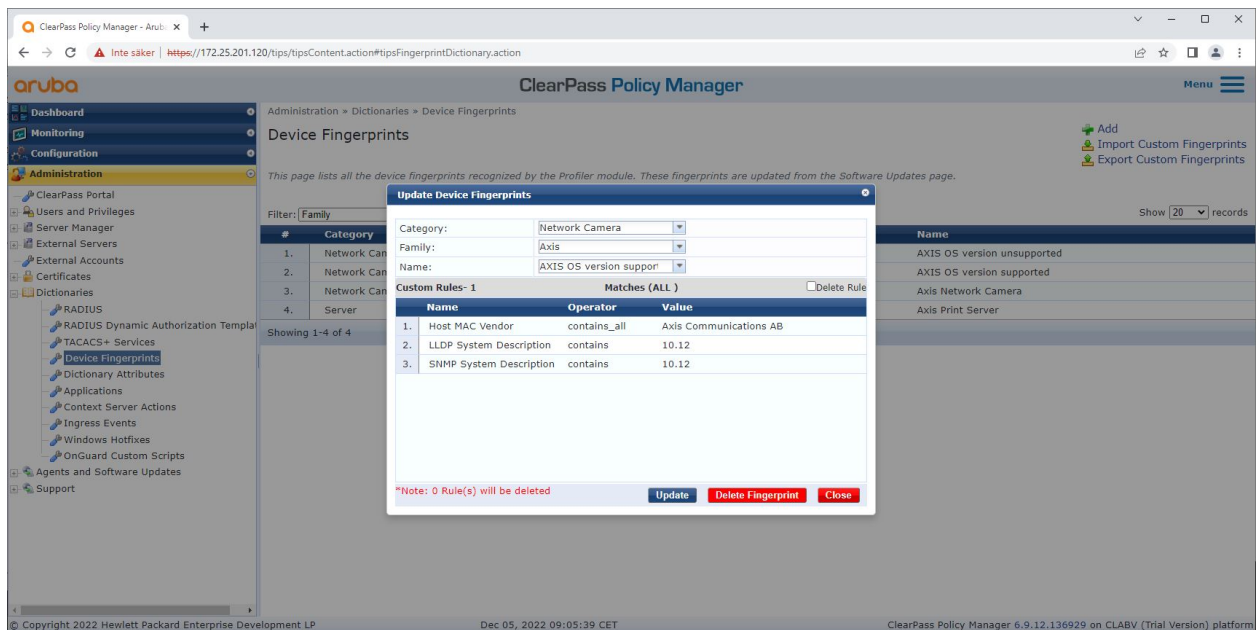 ClearPass Policy Manager - Arub
Inte säker | https://172.25.201.120/tips/tipsContent.action#tipsFingerprintDictionary.action
aruba
ClearPass Policy Manager
Menu
Dashboard
Monitoring
Configuration
Administration
ClearPass Portal
Users and Privileges
Server Manager
External Servers
External Accounts
Certificates
Dictionaries
RADIUS
RADIUS Dynamic Authorization Templat
TACACS+ Services
Device Fingerprints
Dictionary Attributes
Applications
Context Server Actions
Ingress Events
Windows Hotfixes
OnGuard Custom Scripts
Agents and Software Updates
Support
Administration » Dictionaries » Device Fingerprints
Device Fingerprints
Add
Import Custom Fingerprints
Export Custom Fingerprints
This page lists all the device fingerprints recognized by the Profiler module. These fingerprints are updated from the Software Updates page.
Filter: Family
Show 20 records
# Category Name
1. Network Can AXIS OS version unsupported
2. Network Can AXIS OS version supported
3. Network Can Axis Network Camera
4. Server Axis Print Server
Showing 1-4 of 4
Update Device Fingerprints
Category: Network Camera
Family: Axis
Name: AXIS OS version suppor
Custom Rules- 1 Matches (ALL ) Delete Rule
Name Operator Value
1. Host MAC Vendor contains_all Axis Communications AB
2. LLDP System Description contains 10.12
3. SNMP System Description contains 10.12
*Note: 0 Rule(s) will be deleted
Update Delete Fingerprint Close
© Copyright 2022 Hewlett Packard Enterprise Development LP Dec 05, 2022 09:05:39 CET ClearPass Policy Manager 6.9.12.136929 on CLABV (Trial Version) platform